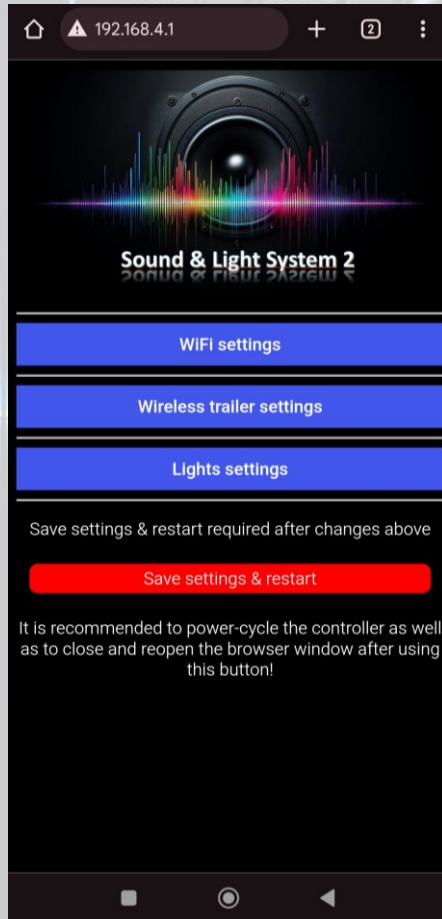 192.168.4.1
2
Sound & Light System 2
WiFi settings
Wireless trailer settings
Lights settings
Save settings & restart required after changes above
Save settings & restart
It is recommended to power-cycle the controller as well
as to close and reopen the browser window after using
this button!